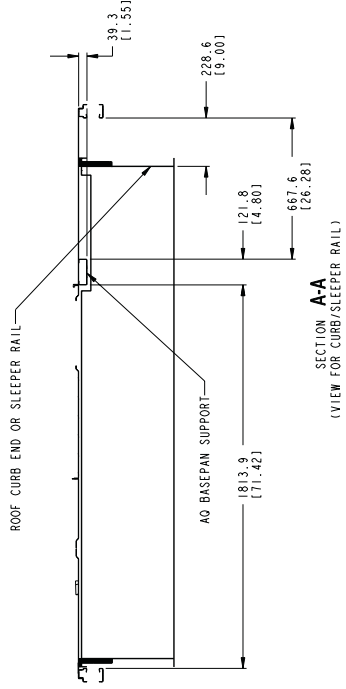 ROOF CURB END OR SLEEPER RAIL
39.3
[1.55]
228.6
[9.00]
121.8
[4.80]
667.6
[26.28]
AQ BASEPAN SUPPORT
1813.9
[71.42]
SECTION A-A
(VIEW FOR CURB/SLEEPER RAIL)